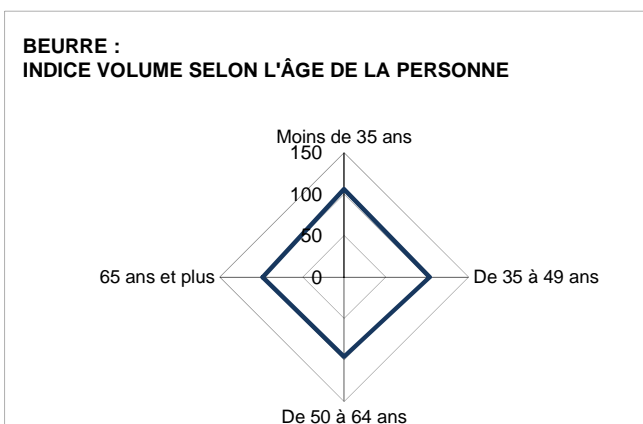 BEURRE :
INDICE VOLUME SELON L'ÂGE DE LA PERSONNE
Moins de 35 ans
150
100
50
0
65 ans et plus
De 35 à 49 ans
De 50 à 64 ans